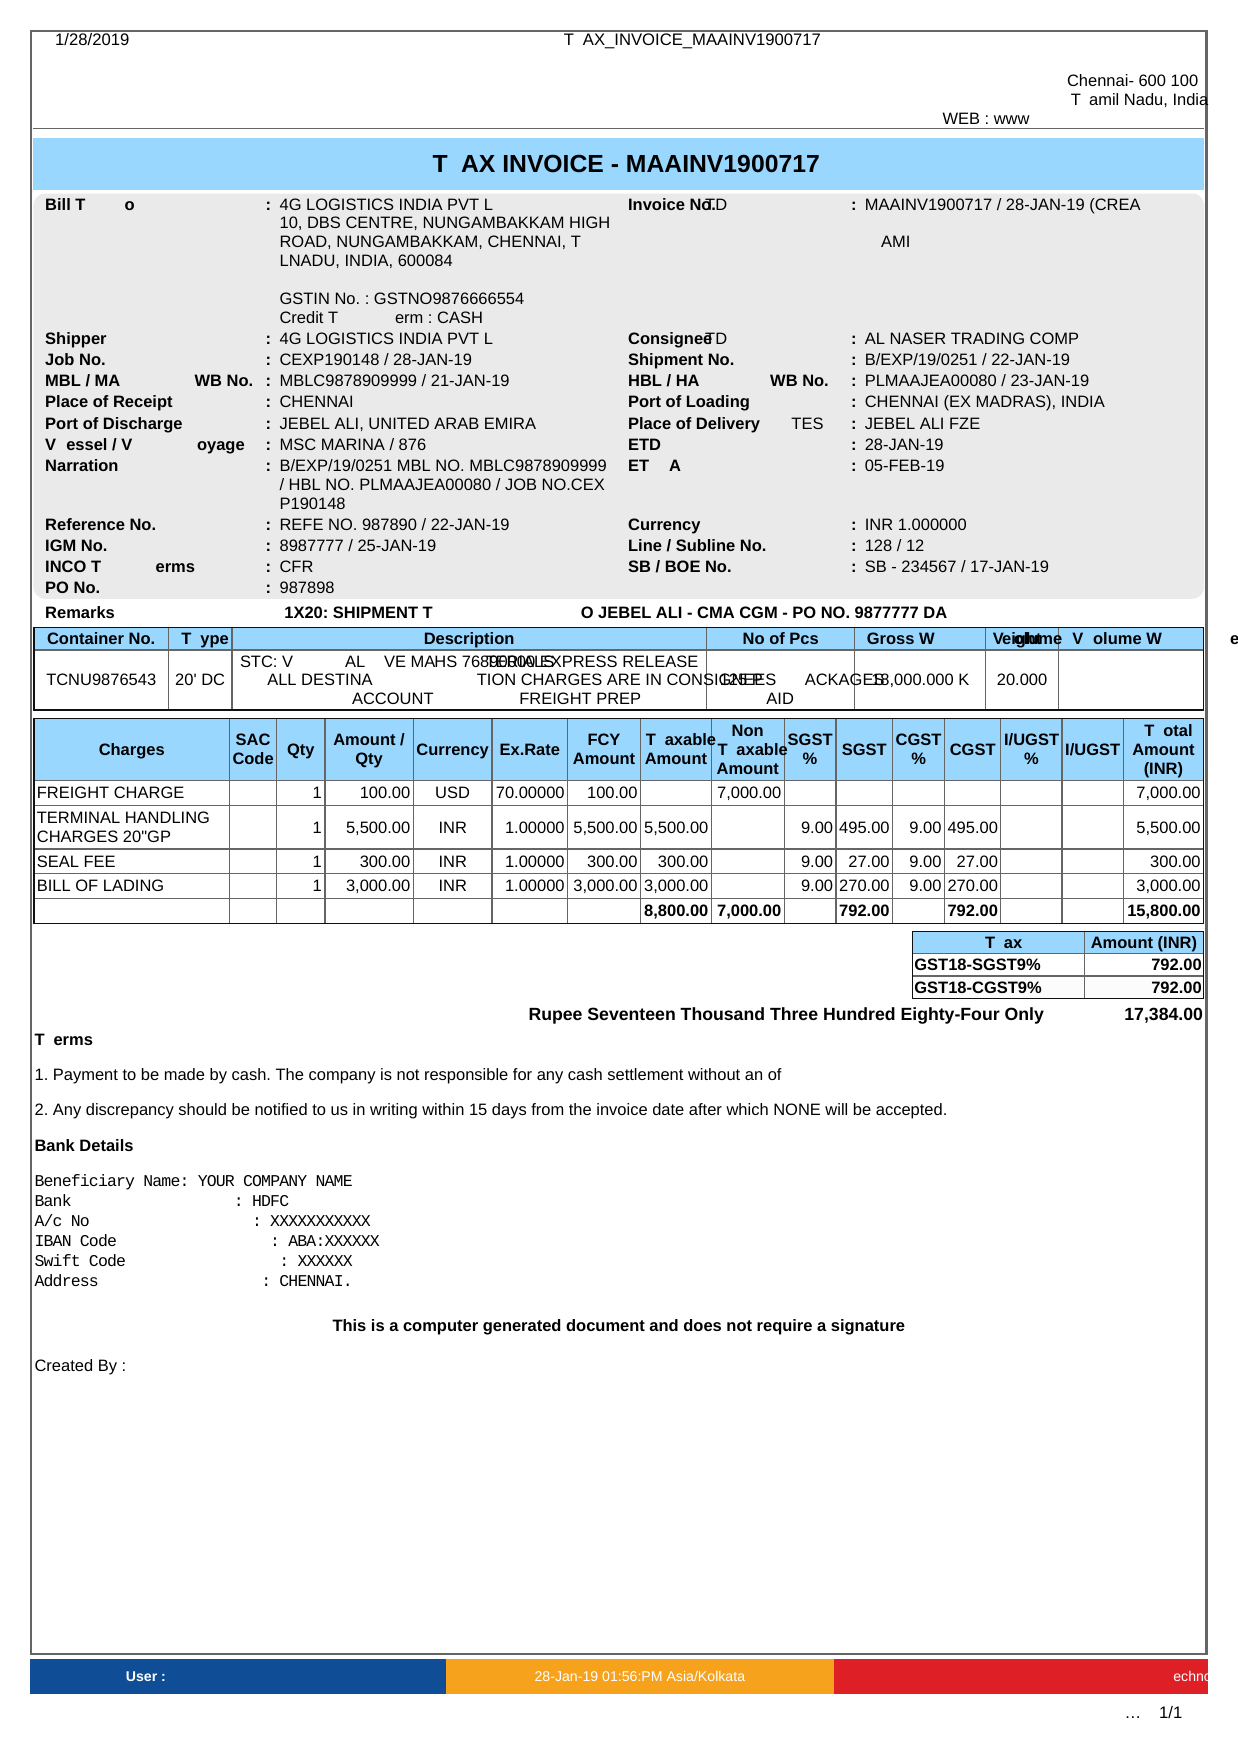 1/28/2019 T AX_INVOICE_MAAINV1900717
Chennai- 600 100
T amil Nadu, India
WEB : www
T AX INVOICE - MAAINV1900717
Bill T o : 4G LOGISTICS INDIA PVT L TD Invoice No. : MAAINV1900717 / 28-JAN-19 (CREA
10, DBS CENTRE, NUNGAMBAKKAM HIGH
ROAD, NUNGAMBAKKAM, CHENNAI, T AMI
LNADU, INDIA, 600084
GSTIN No. : GSTNO9876666554
Credit T erm : CASH
Shipper : 4G LOGISTICS INDIA PVT L TD Consignee : AL NASER TRADING COMP
Job No. : CEXP190148 / 28-JAN-19 Shipment No. : B/EXP/19/0251 / 22-JAN-19
MBL / MA WB No. : MBLC9878909999 / 21-JAN-19 HBL / HA WB No. : PLMAAJEA00080 / 23-JAN-19
Place of Receipt : CHENNAI Port of Loading : CHENNAI (EX MADRAS), INDIA
Port of Discharge : JEBEL ALI, UNITED ARAB EMIRA TES Place of Delivery : JEBEL ALI FZE
V essel / V oyage : MSC MARINA / 876 ETD : 28-JAN-19
Narration : B/EXP/19/0251 MBL NO. MBLC9878909999 ET A : 05-FEB-19
/ HBL NO. PLMAAJEA00080 / JOB NO.CEX
P190148
Reference No. : REFE NO. 987890 / 22-JAN-19 Currency : INR 1.000000
IGM No. : 8987777 / 25-JAN-19 Line / Subline No. : 128 / 12
INCO T erms : CFR SB / BOE No. : SB - 234567 / 17-JAN-19
PO No. : 987898
Remarks 1X20: SHIPMENT T O JEBEL ALI - CMA CGM - PO NO. 9877777 DA
Container No. T ype Description No of Pcs Gross W eight Volume V olume W e
STC: V AL VE MA TERIALS HS 76890000 EXPRESS RELEASE
TCNU9876543 20' DC ALL DESTINA TION CHARGES ARE IN CONSIGNEES 125 P ACKAGES 18,000.000 K 20.000
ACCOUNT FREIGHT PREP AID
Charges SAC Code Qty Amount / Qty Currency Ex.Rate FCY Amount T axable Amount Non T axable Amount SGST % SGST CGST % CGST I/UGST % I/UGST T otal Amount (INR)
FREIGHT CHARGE 1 100.00 USD 70.00000 100.00 7,000.00 7,000.00
TERMINAL HANDLING
CHARGES 20"GP 1 5,500.00 INR 1.00000 5,500.00 5,500.00 9.00 495.00 9.00 495.00 5,500.00
SEAL FEE 1 300.00 INR 1.00000 300.00 300.00 9.00 27.00 9.00 27.00 300.00
BILL OF LADING 1 3,000.00 INR 1.00000 3,000.00 3,000.00 9.00 270.00 9.00 270.00 3,000.00
8,800.00 7,000.00 792.00 792.00 15,800.00
T ax Amount (INR)
GST18-SGST9% 792.00
GST18-CGST9% 792.00
Rupee Seventeen Thousand Three Hundred Eighty-Four Only 17,384.00
T erms
1. Payment to be made by cash. The company is not responsible for any cash settlement without an of
2. Any discrepancy should be notified to us in writing within 15 days from the invoice date after which NONE will be accepted.
Bank Details
Beneficiary Name: YOUR COMPANY NAME
Bank : HDFC
A/c No : XXXXXXXXXXX
IBAN Code : ABA:XXXXXX
Swift Code : XXXXXX
Address : CHENNAI.
This is a computer generated document and does not require a signature
Created By :
User : 28-Jan-19 01:56:PM Asia/Kolkata echno
… 1/1